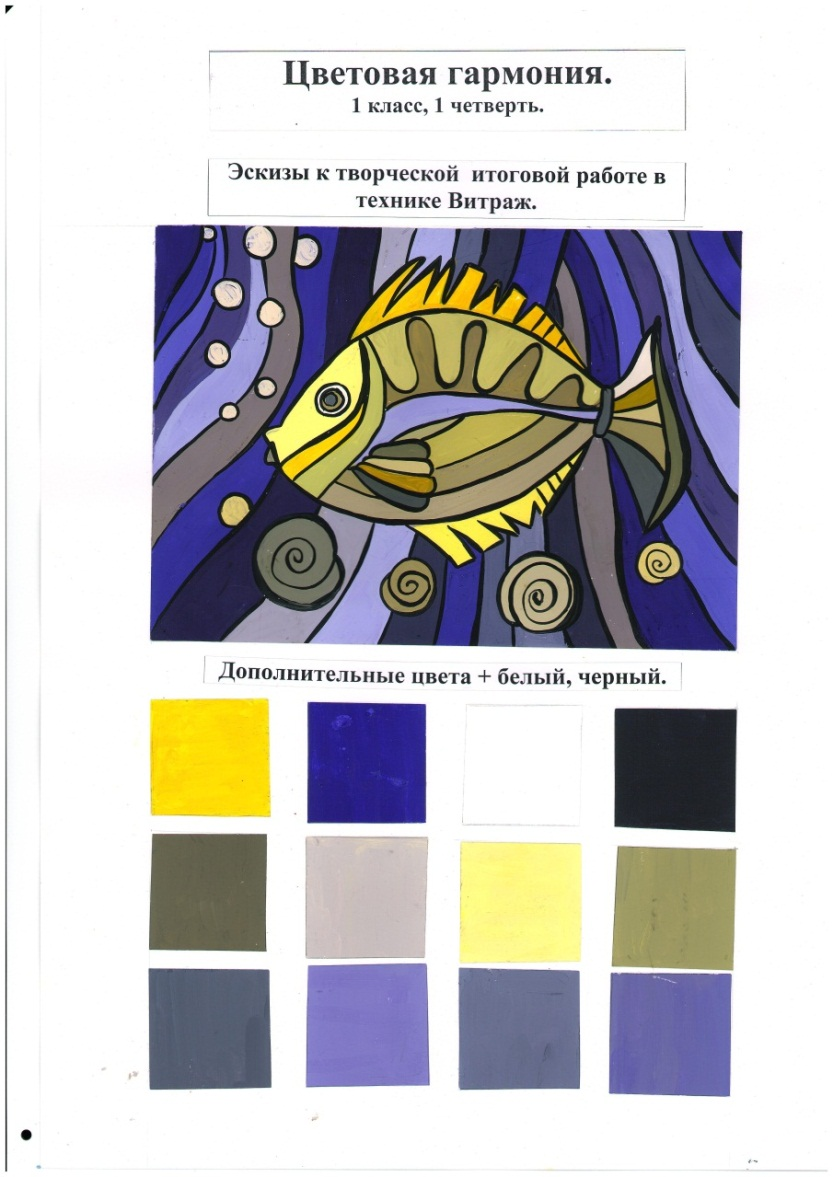 Цветовая гармония.
1 класс, 1 четверть.
Эскизы к творческой итоговой работе в
технике Витраж.
Дополнительные цвета + белый, черный.